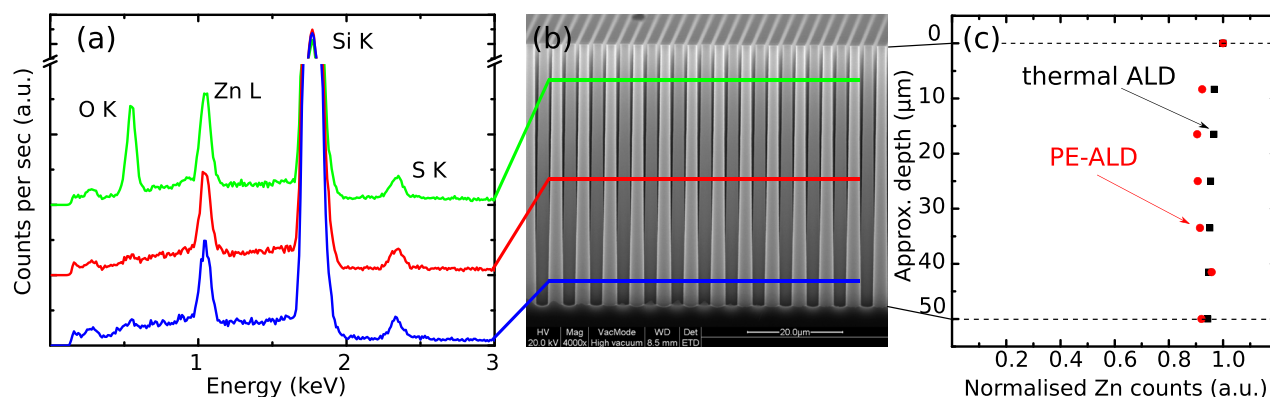 (a)
Counts per sec (a.u.)
O K
Zn L
Si K
S K
1
2
3
Energy (keV)
(b)
HV Mag VacMode WD Det
20.0 kV 4000x High vacuum 8.5 mm ETD
20.0µm
(c)
Approx. depth (µm)
0
10
20
30
40
50
thermal ALD
PE-ALD
0.2 0.4 0.6 0.8 1.0
Normalised Zn counts (a.u.)